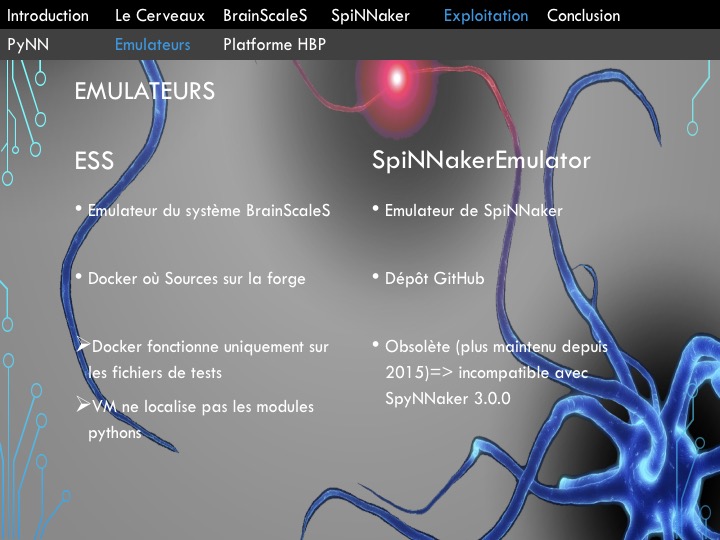 Introduction Le Cerveaux BrainScaleS SpiNNaker Exploitation Conclusion
PyNN Emulateurs Platforme HBP
EMULATEURS
ESS
• Emulateur du système BrainScaleS
• Docker où Sources sur la forge
➢Docker fonctionne uniquement sur
les fichiers de tests
➢VM ne localise pas les modules
pythons
SpiNNakerEmulator
• Emulateur de SpiNNaker
• Dépôt GitHub
• Obsolète (plus maintenu depuis
2015)=> incompatible avec
SpyNNaker 3.0.0